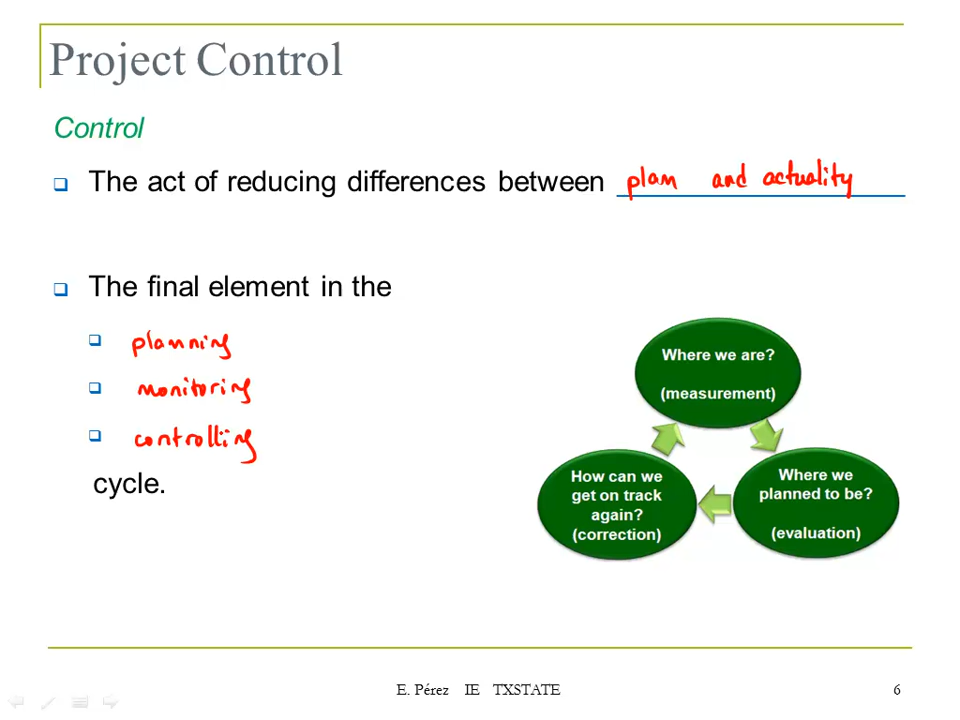 Project Control
Control
The act of reducing differences between plan and actuality
The final element in the
planning
monitoring
controlling
cycle.
Where we are?
(measurement)
Where we
planned to be?
(evaluation)
How can we
get on track
again?
(correction)
E. Pérez IE TXSTATE
6